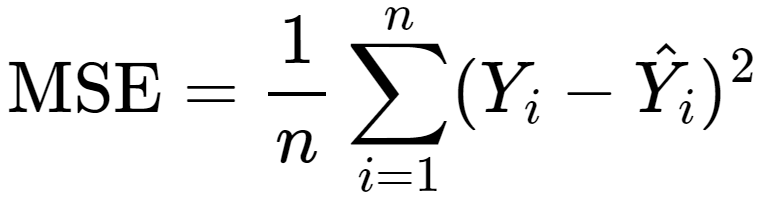 MSE = \frac{1}{n} \sum_{i=1}^{n} (Y_i - \hat{Y}_i)^2